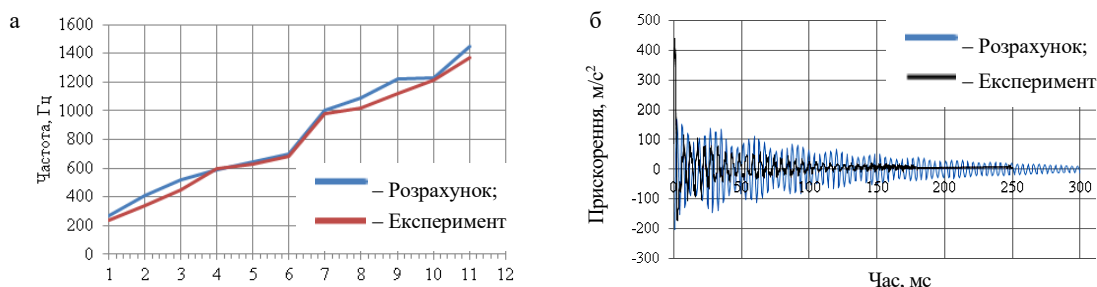 а
Частота, Гц
1600
1400
1200
1000
800
600
400
200
0
1 2 3 4 5 6 7 8 9 10 11 12
– Розрахунок;
– Експеримент
б
Прискорення, м/с²
500
400
300
200
100
0
-100
-200
-300
0 50 100 150 200 250 300
– Розрахунок;
– Експеримент
Час, мс